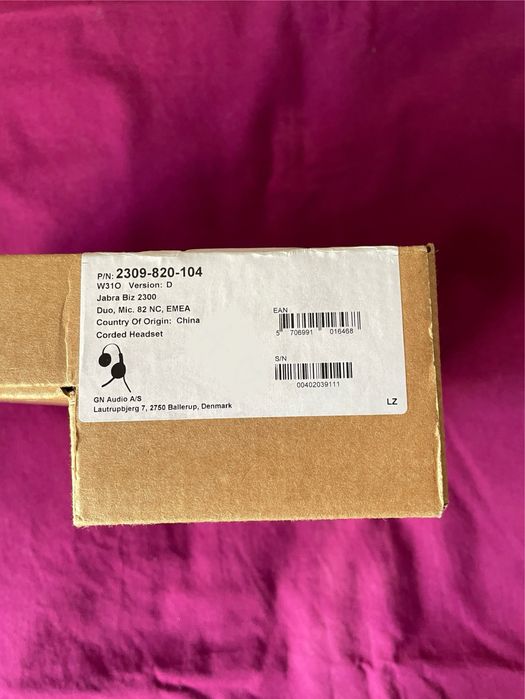 P/N: 2309-820-104
W31O Version: D
Jabra Biz 2300
Duo, Mic. 82 NC, EMEA
Country Of Origin: China
Corded Headset
GN Audio A/S
Lautrupbjerg 7, 2750 Ballerup, Denmark
EAN
5 706991 016468
S/N
00402039111
LZ